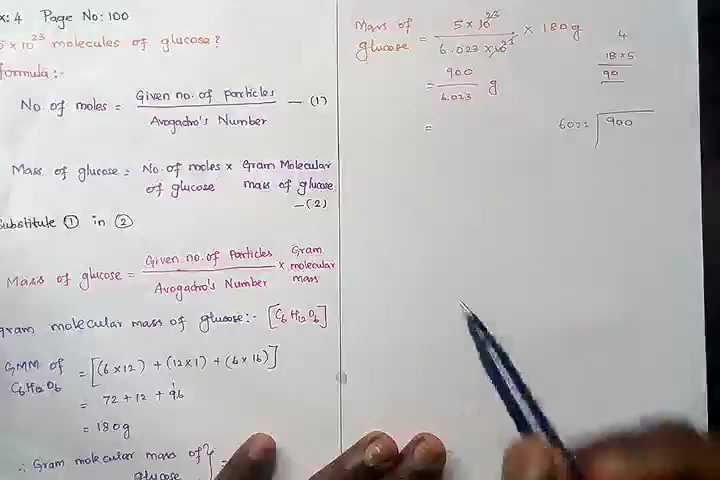 x: 4 Page No: 100
5 x 10²³ molecules of glucose?
formula:-
No. of moles = Given no. of Particles — (1)
Avogadro's Number
Mass of glucose = No. of moles x Gram Molecular
of glucose mass of glucose
— (2)
Substitute ① in ②
Mass of glucose = Given no. of Particles x Gram molecular mass
Avogadro's Number
gram molecular mass of glucose:- [C₆H₁₂O₆]
GMM of C₆H₁₂O₆ = [(6 x 12) + (12 x 1) + (6 x 16)]
= 72 + 12 + 96
= 180g
∴ Gram molecular mass of
glucose
Mass of glucose = 5 x 10²³ x 180 g
6.023 x 10²³
= 900 g
6.023
=
4
18 x 5
90
6023 900